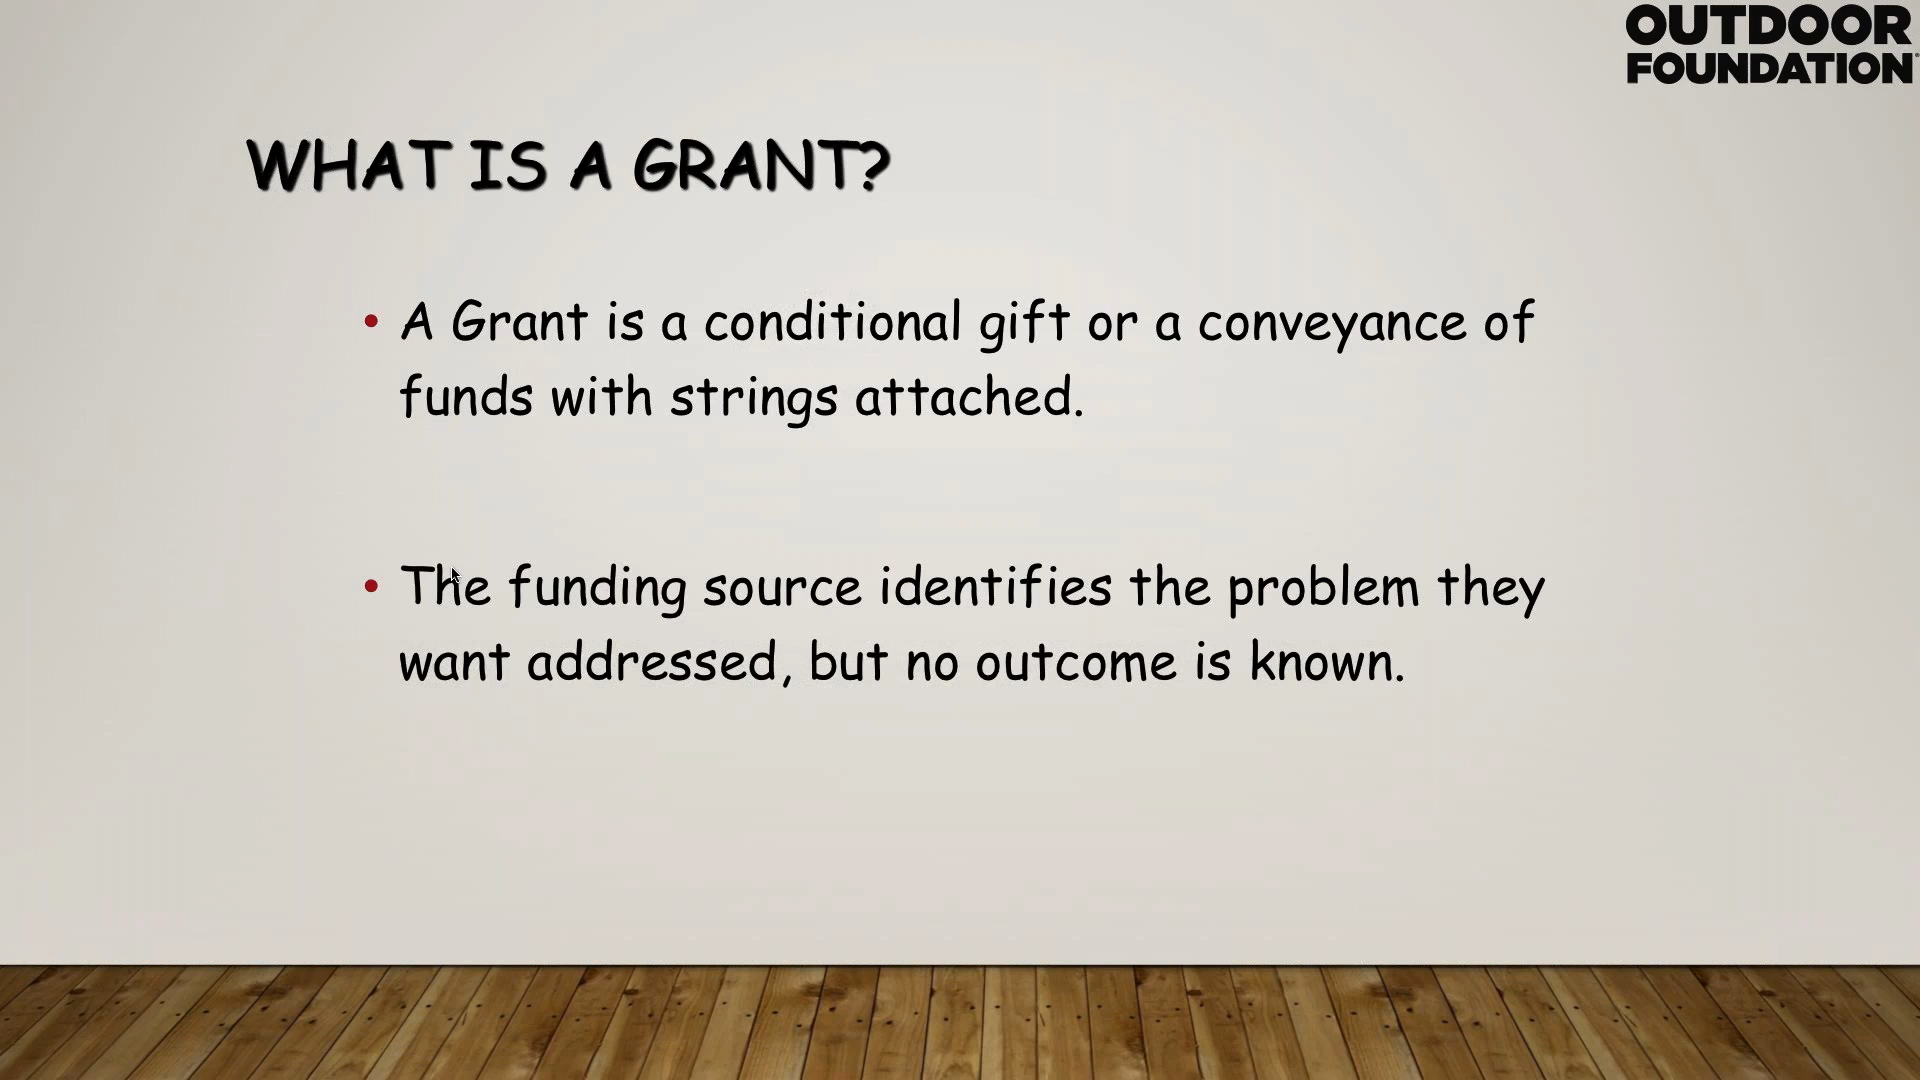 OUTDOOR
FOUNDATION
WHAT IS A GRANT?
• A Grant is a conditional gift or a conveyance of
funds with strings attached.
• The funding source identifies the problem they
want addressed, but no outcome is known.